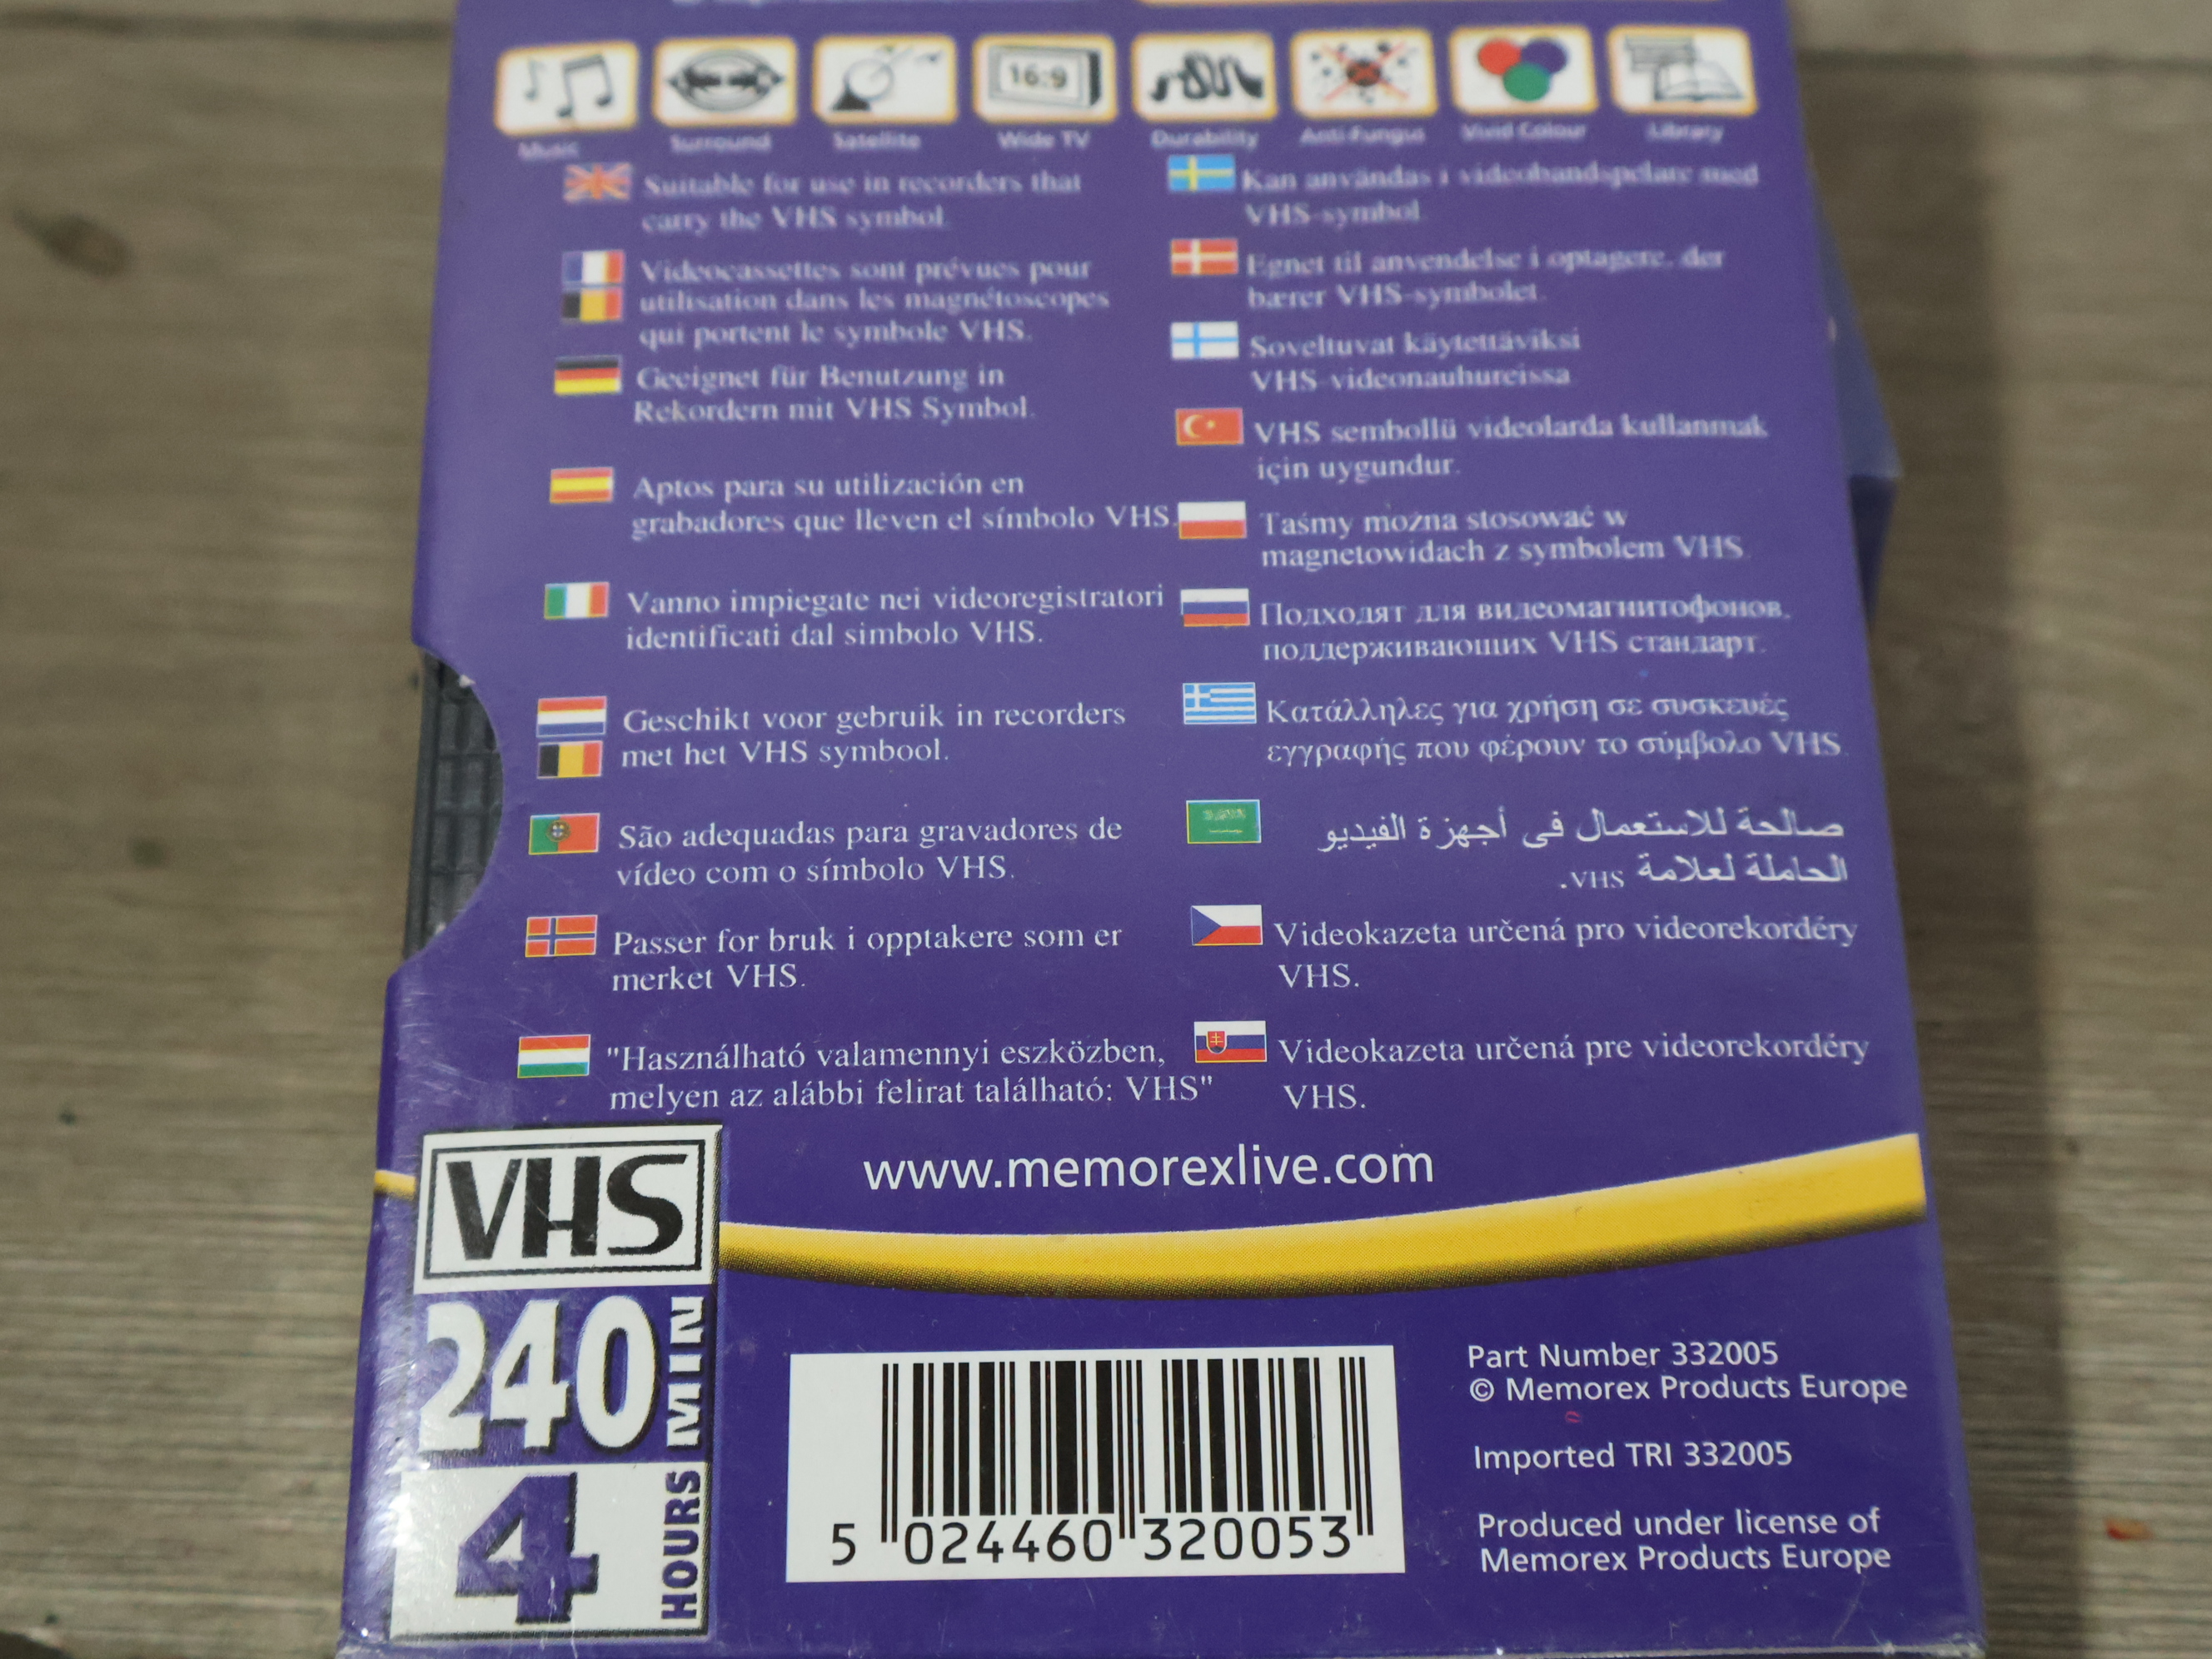 16:9
Music
Surround
Satellite
Wide TV
Durability
Anti-Fungus
Vivid Colour
Library
Suitable for use in recorders that
carry the VHS symbol.
Videocassettes sont prévues pour
utilisation dans les magnétoscopes
qui portent le symbole VHS.
Geeignet für Benutzung in
Rekordern mit VHS Symbol.
Aptos para su utilización en
grabadores que lleven el símbolo VHS.
Vanno impiegate nei videoregistratori
identificati dal simbolo VHS.
Geschikt voor gebruik in recorders
met het VHS symbool.
São adequadas para gravadores de
vídeo com o símbolo VHS.
Passer for bruk i opptakere som er
merket VHS.
"Használható valamennyi eszközben,
melyen az alábbi felirat található: VHS"
Kan användas i videobandspelare med
VHS-symbol
Egnet til anvendelse i optagere, der
bærer VHS-symbolet.
Soveltuvat käytettäviksi
VHS-videonauhureissa
VHS sembollü videolarda kullanmak
için uygundur.
Taśmy można stosować w
magnetowidach z symbolem VHS.
Подходят для видеомагнитофонов,
поддерживающих VHS стандарт.
Κατάλληλες για χρήση σε συσκευές
εγγραφής που φέρουν το σύμβολο VHS
صالحة للاستعمال فى أجهزة الفيديو
الحاملة لعلامة VHS.
Videokazeta určená pro videorekordéry
VHS.
Videokazeta určená pre videorekordéry
VHS.
www.memorexlive.com
VHS
240 MIN
4 HOURS
5 024460 320053
Part Number 332005
© Memorex Products Europe
Imported TRI 332005
Produced under license of
Memorex Products Europe